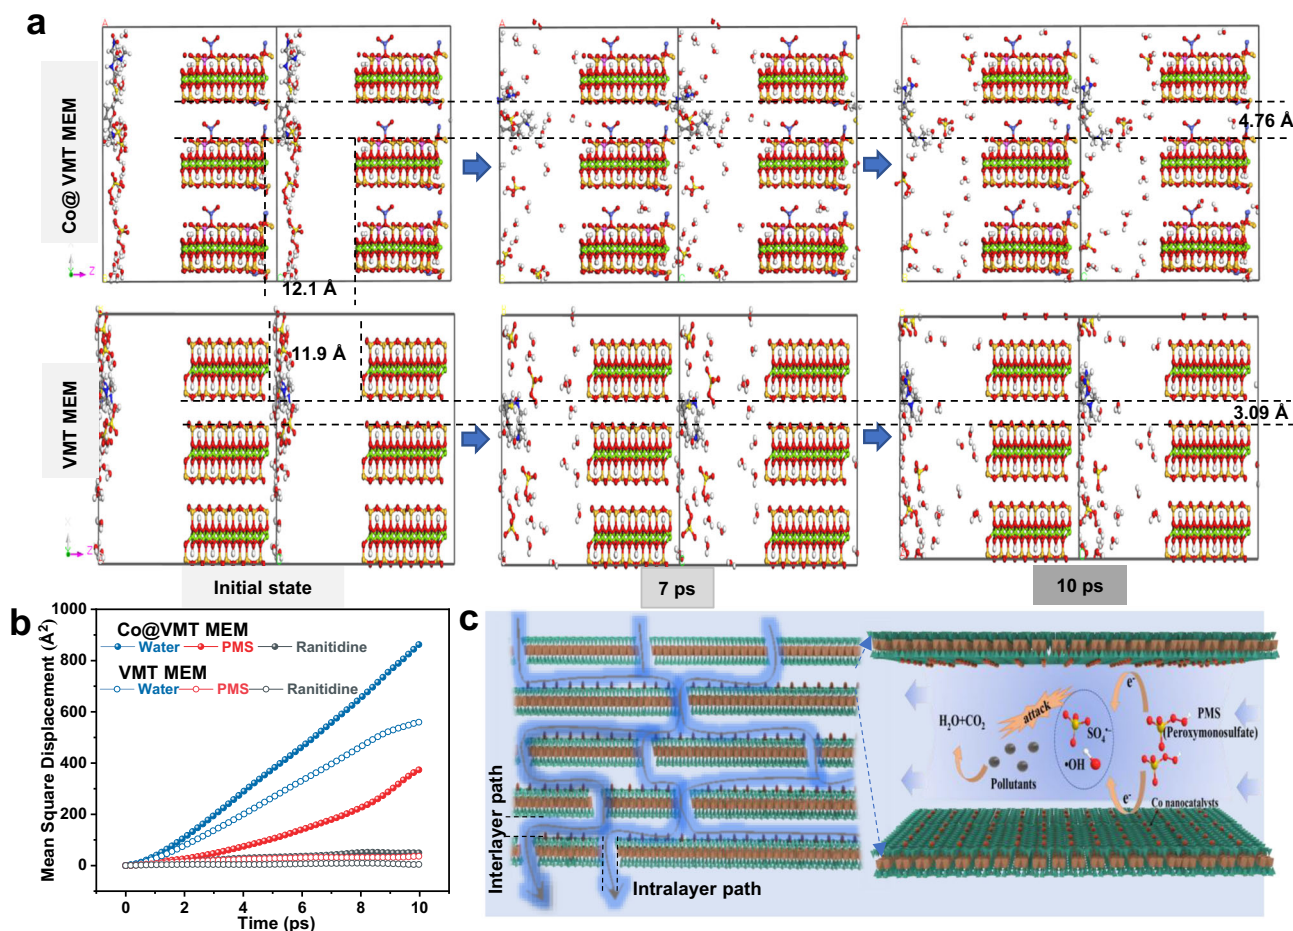 a
Co@ VMT MEM
4.76 Å
Z
12.1 Å
VMT MEM
11.9 Å
3.09 Å
Z
Initial state
7 ps
10 ps
b
Mean Square Displacement (Å²)
1000
800
600
400
200
0
Co@VMT MEM
Water PMS Ranitidine
VMT MEM
Water PMS Ranitidine
0 2 4 6 8 10
Time (ps)
c
Interlayer path
Intralayer path
H₂O+CO₂
attack
Pollutants
SO₄•⁻
•OH
e⁻
e⁻
PMS
(Peroxymonosulfate)
Co nanocatalysts